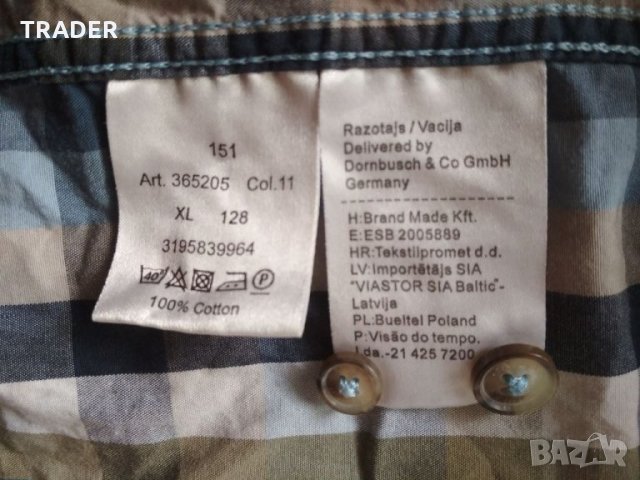 TRADER
151
Art. 365205 Col.11
XL 128
3195839964
40°
P
100% Cotton
Razotajs / Vacija
Delivered by
Dornbusch & Co GmbH
Germany
H:Brand Made Kft.
E:ESB 2005889
HR:Tekstilpromet d.d.
LV:Importētājs SIA
"VIASTOR SIA Baltic"-
Latvija
PL:Bueltel Poland
P:Visão do tempo.
Lda.-21 425 7200
BAZAR